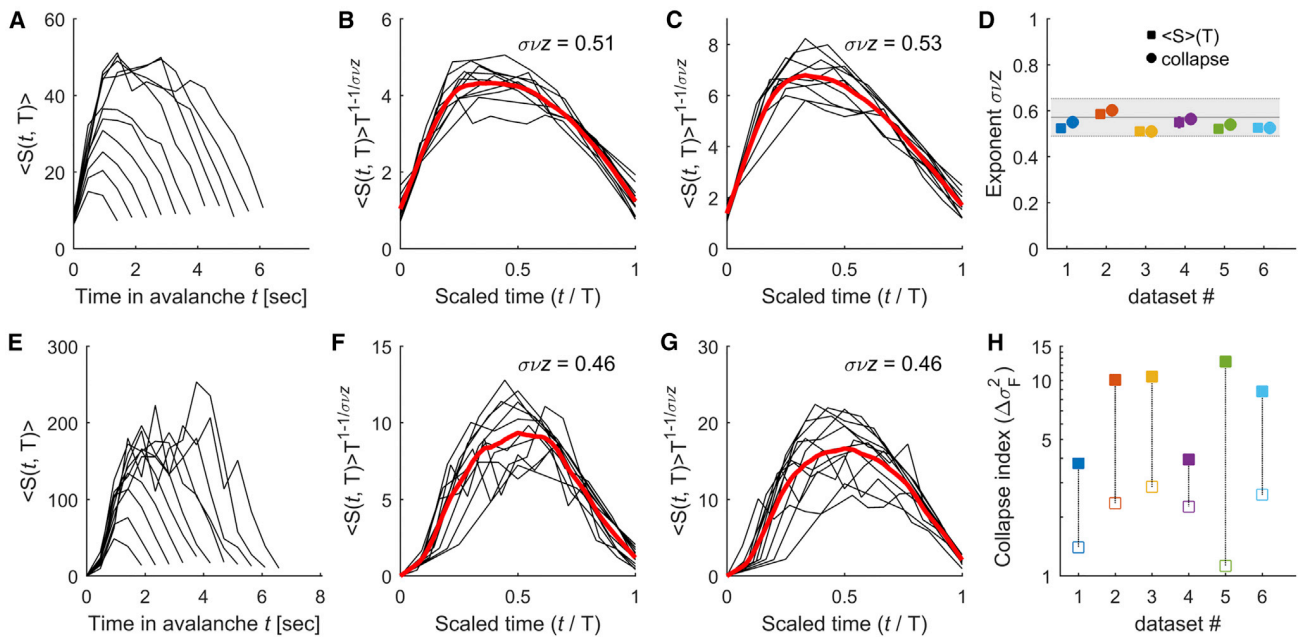 A
60
40
20
0
<S(t, T)>
0 2 4 6
Time in avalanche t [sec]
B
σνz = 0.51
6
4
2
0
<S(t, T)>T^1-1/σνz
0 0.5 1
Scaled time (t / T)
C
σνz = 0.53
8
6
4
2
<S(t, T)>T^1-1/σνz
0 0.5 1
Scaled time (t / T)
D
<S>(T)
collapse
1
0.8
0.6
0.4
0.2
0
Exponent σνz
1 2 3 4 5 6
dataset #
E
300
200
100
0
<S(t, T)>
0 2 4 6 8
Time in avalanche t [sec]
F
σνz = 0.46
15
10
5
0
<S(t, T)>T^1-1/σνz
0 0.5 1
Scaled time (t / T)
G
σνz = 0.46
30
20
10
0
<S(t, T)>T^1-1/σνz
0 0.5 1
Scaled time (t / T)
H
15
10
5
1
Collapse index (Δσ_F^2)
1 2 3 4 5 6
dataset #